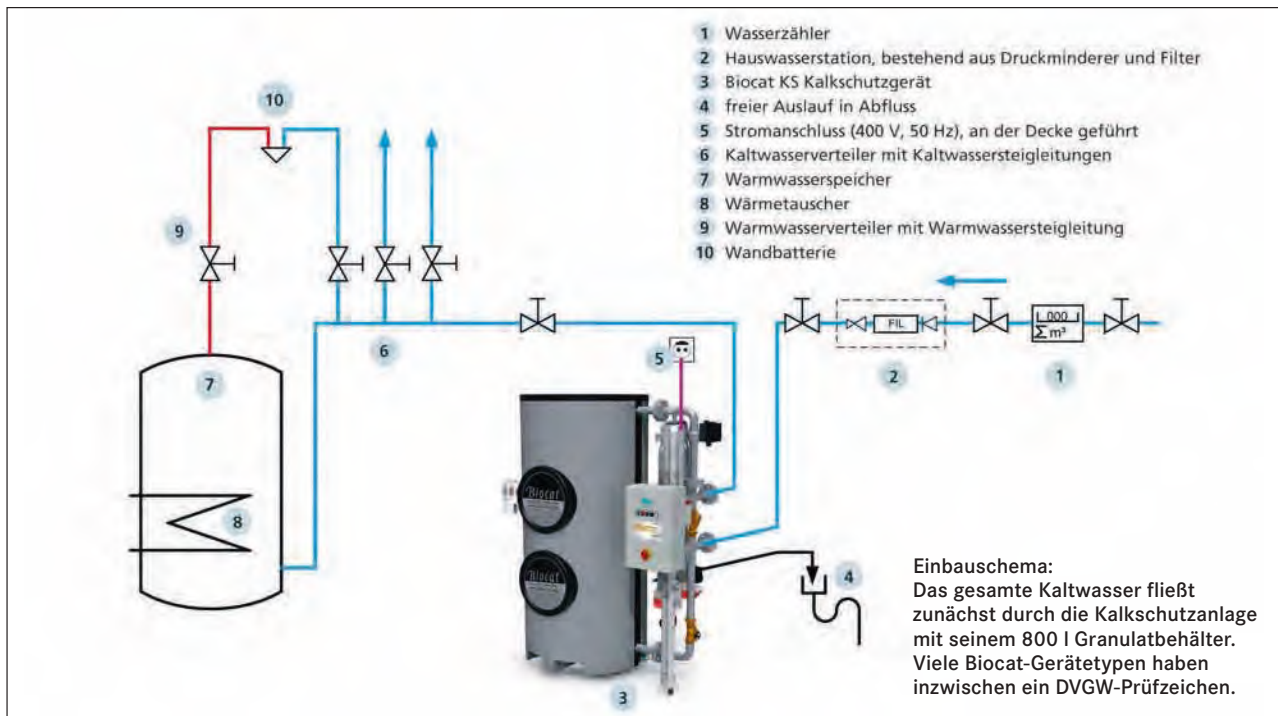 1 Wasserzähler
2 Hauswasserstation, bestehend aus Druckminderer und Filter
3 Biocat KS Kalkschutzgerät
4 freier Auslauf in Abfluss
5 Stromanschluss (400 V, 50 Hz), an der Decke geführt
6 Kaltwasserverteiler mit Kaltwassersteigleitungen
7 Warmwasserspeicher
8 Wärmetauscher
9 Warmwasserverteiler mit Warmwassersteigleitung
10 Wandbatterie
10
9
7
8
6
5
FIL
000
Σm³
2
1
Biocat
Biocat
4
3
Einbauschema:
Das gesamte Kaltwasser fließt
zunächst durch die Kalkschutzanlage
mit seinem 800 l Granulatbehälter.
Viele Biocat-Gerätetypen haben
inzwischen ein DVGW-Prüfzeichen.